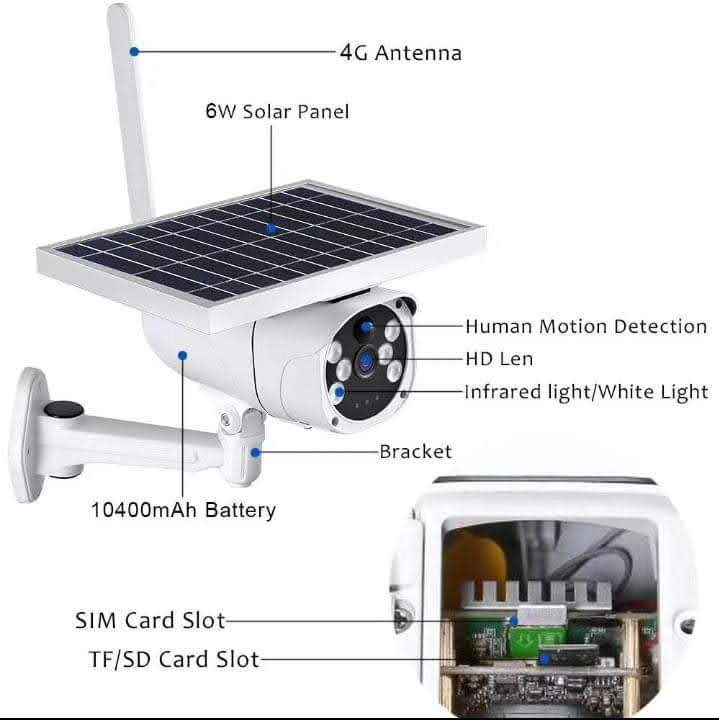 4G Antenna
6W Solar Panel
Human Motion Detection
HD Len
Infrared light/White Light
Bracket
10400mAh Battery
SIM Card Slot
TF/SD Card Slot